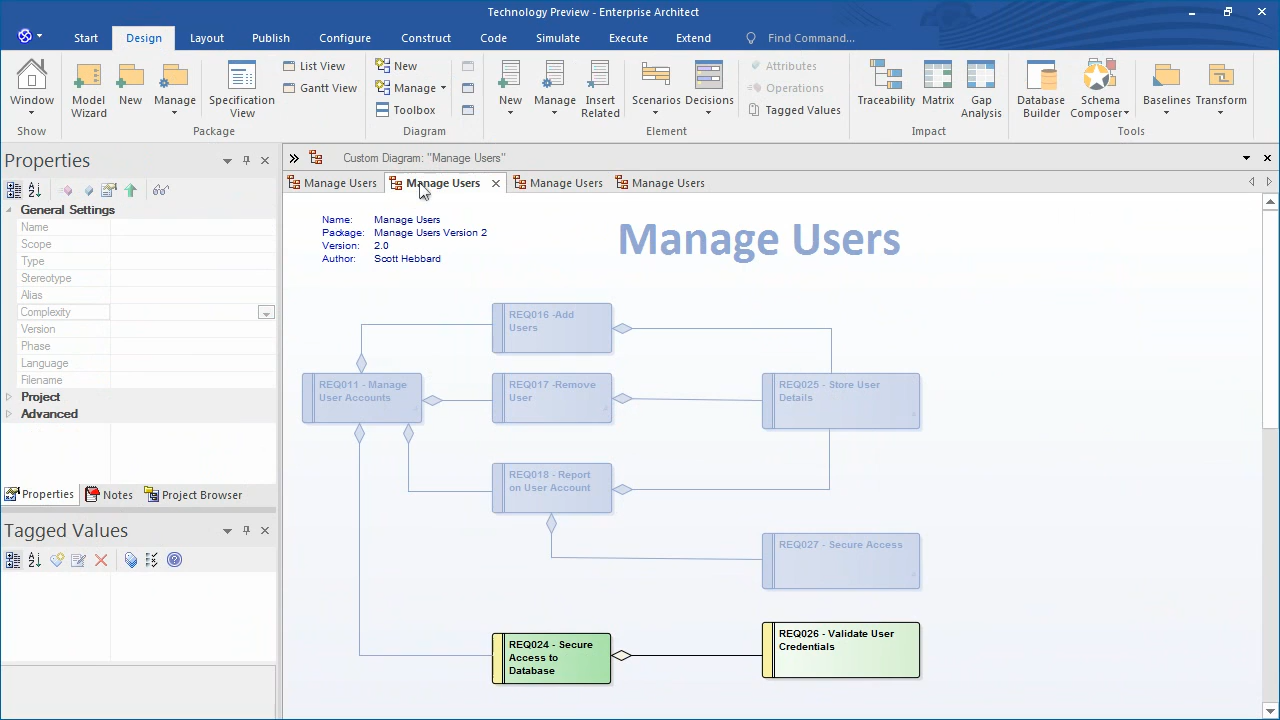 Technology Preview - Enterprise Architect
Start Design Layout Publish Configure Construct Code Simulate Execute Extend Find Command...
Window
Show
Model Wizard
New
Manage
Specification View
List View
Gantt View
Package
New
Manage
Toolbox
Diagram
New
Manage
Insert Related
Scenarios
Decisions
Attributes
Operations
Tagged Values
Element
Traceability
Matrix
Gap Analysis
Impact
Database Builder
Schema Composer
Baselines
Transform
Tools
Properties
General Settings
Name
Scope
Type
Stereotype
Alias
Complexity
Version
Phase
Language
Filename
Project
Advanced
Properties Notes Project Browser
Tagged Values
Custom Diagram: "Manage Users"
Manage Users Manage Users Manage Users Manage Users
Name: Manage Users
Package: Manage Users Version 2
Version: 2.0
Author: Scott Hebbard
Manage Users
REQ016 -Add
Users
REQ011 - Manage
User Accounts
REQ017 -Remove
User
REQ025 - Store User
Details
REQ018 - Report
on User Account
REQ027 - Secure Access
REQ024 - Secure
Access to
Database
REQ026 - Validate User
Credentials